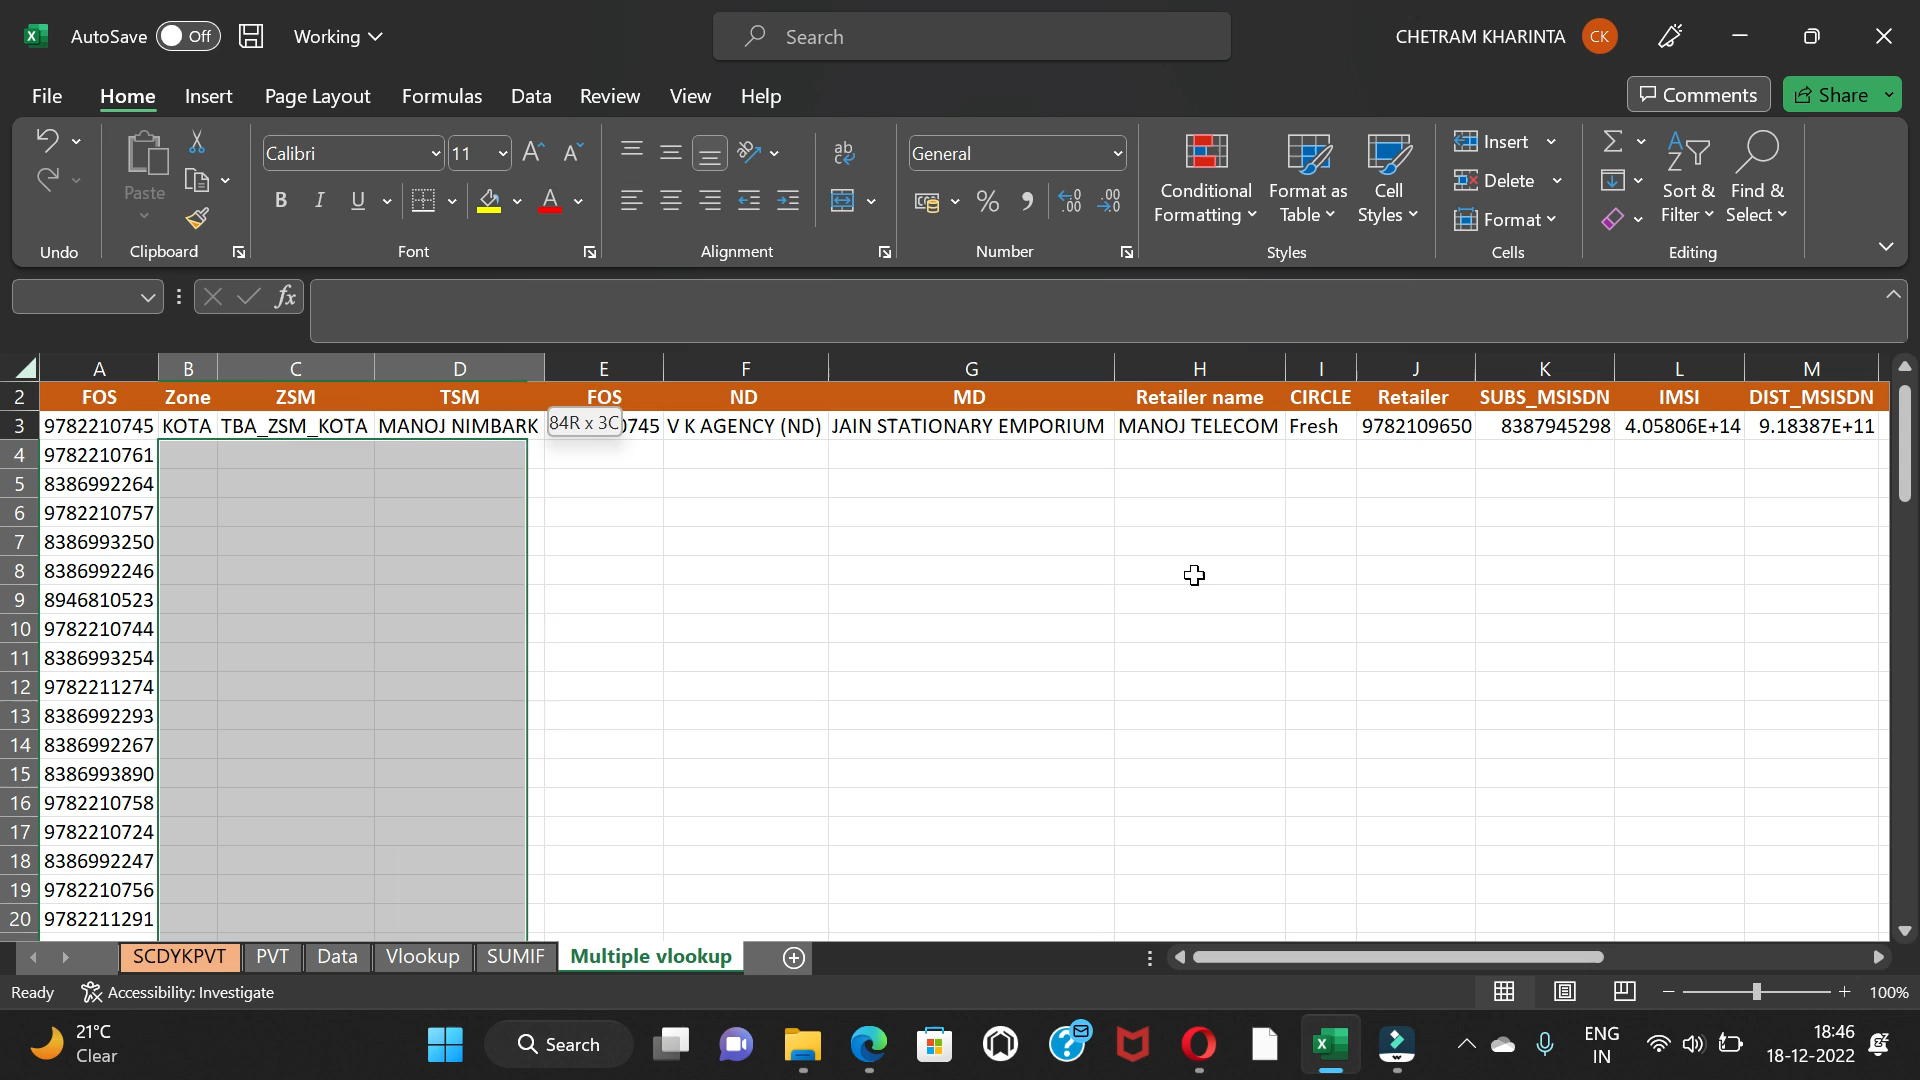 AutoSave Off Working Search CHETRAM KHARINTA CK
File Home Insert Page Layout Formulas Data Review View Help Comments Share
Calibri 11 ab General Insert
Paste B I U A % Conditional Formatting Format as Table Cell Styles Delete Sort & Filter Find & Select
Format
Undo Clipboard Font Alignment Number Styles Cells Editing
fx
A B C D E F G H I J K L M
2 FOS Zone ZSM TSM FOS ND MD Retailer name CIRCLE Retailer SUBS_MSISDN IMSI DIST_MSISDN
3 9782210745 KOTA TBA_ZSM_KOTA MANOJ NIMBARK 84R x 3C 0745 V K AGENCY (ND) JAIN STATIONARY EMPORIUM MANOJ TELECOM Fresh 9782109650 8387945298 4.05806E+14 9.18387E+11
4 9782210761
5 8386992264
6 9782210757
7 8386993250
8 8386992246
9 8946810523
10 9782210744
11 8386993254
12 9782211274
13 8386992293
14 8386992267
15 8386993890
16 9782210758
17 9782210724
18 8386992247
19 9782210756
20 9782211291
SCDYKPVT PVT Data Vlookup SUMIF Multiple vlookup
Ready Accessibility: Investigate 100%
21°C
Clear
Search
ENG
IN
18:46
18-12-2022